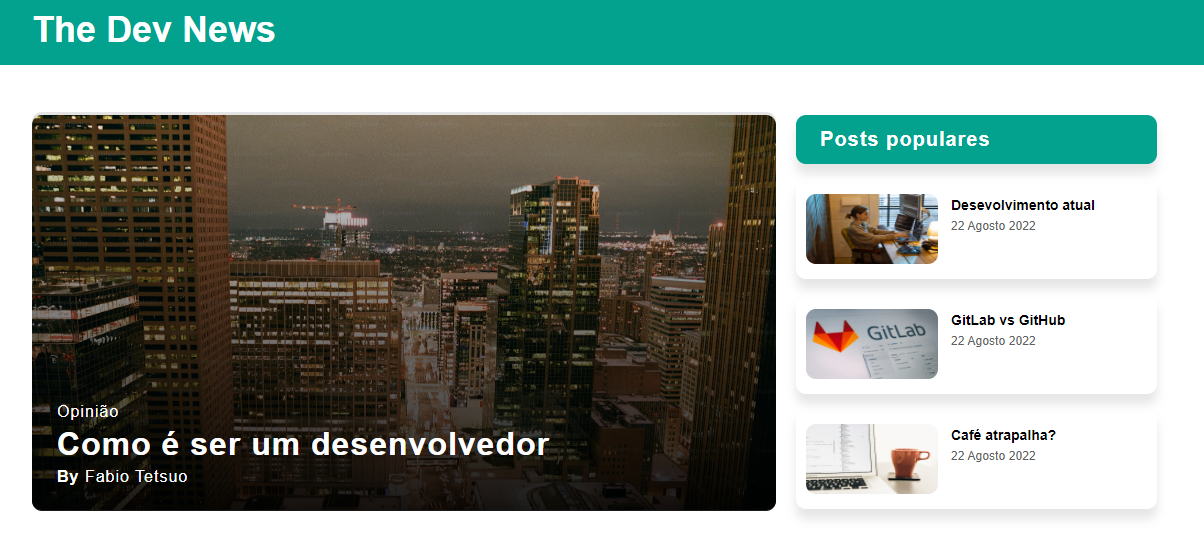 The Dev News
Opinião
Como é ser um desenvolvedor
By Fabio Tetsuo
Posts populares
Desevolvimento atual
22 Agosto 2022
GitLab
GitLab vs GitHub
22 Agosto 2022
Café atrapalha?
22 Agosto 2022